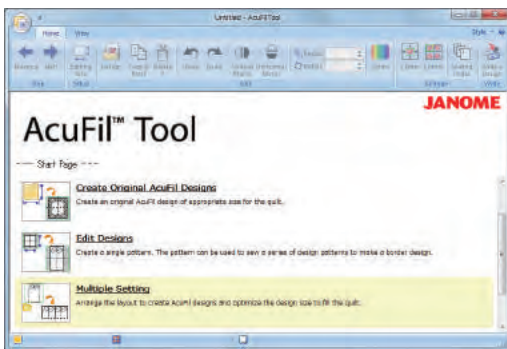 Untitled - AcuFilTool
Home View Style
JANOME
AcuFil™ Tool
--- Start Page ---
Create Original AcuFil Designs
Create an original AcuFil design of appropriate size for the quilt.
Edit Designs
Create a single pattern. The pattern can be used to sew a series of design patterns to make a border design.
Multiple Setting
Arrange the layout to create AcuFil designs and optimize the design size to fill the quilt.